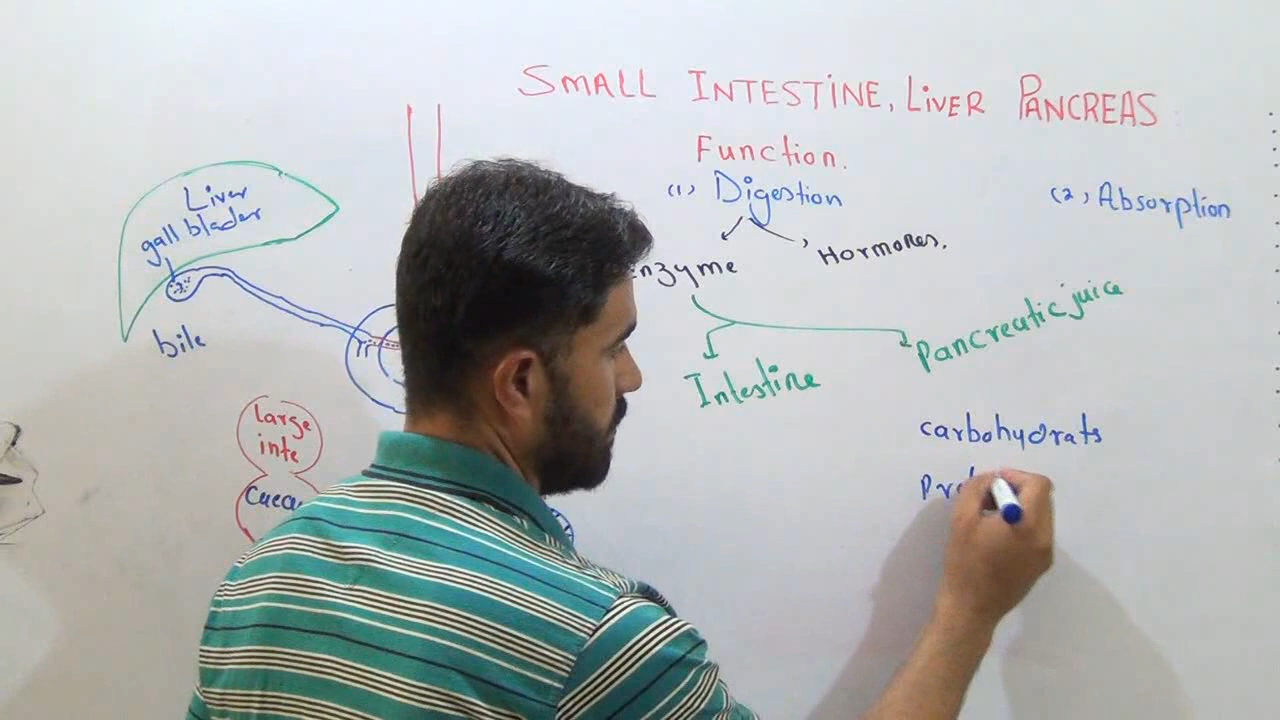 SMALL INTESTINE, LIVER PANCREAS
Function.
(1), Digestion
(2), Absorption
Hormones.
nzyme
Pancreatic juice
Intestine
carbohydrats
Liver
gall blader
bile
large
inte